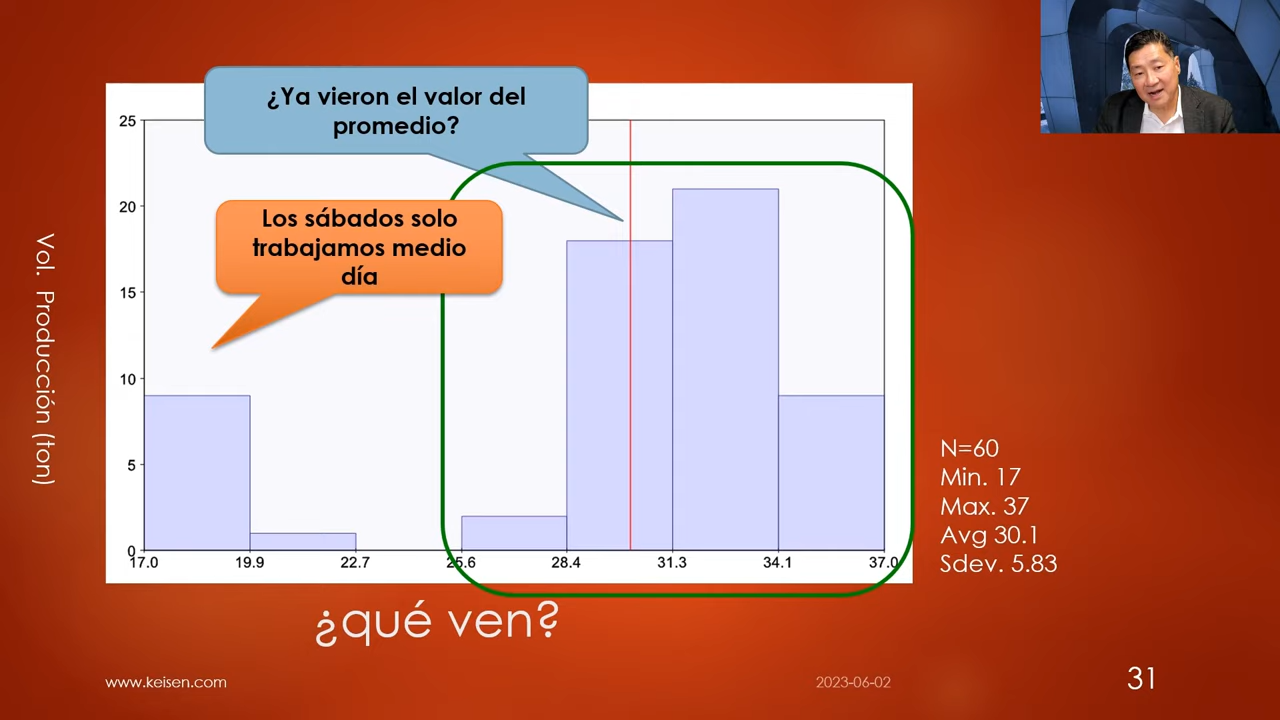 ¿Ya vieron el valor del
promedio?
Los sábados solo
trabajamos medio
día
Vol. Producción (ton)
25
20
15
10
5
0
17.0 19.9 22.7 25.6 28.4 31.3 34.1 37.0
N=60
Min. 17
Max. 37
Avg 30.1
Sdev. 5.83
¿qué ven?
www.keisen.com
2023-06-02
31